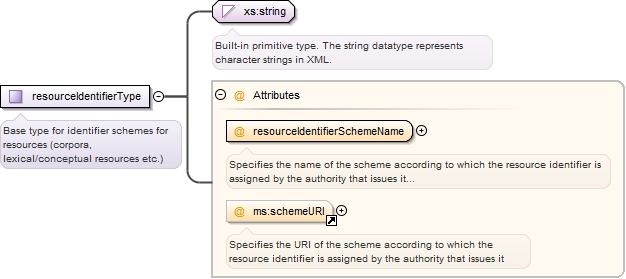 xs:string
Built-in primitive type. The string datatype represents
character strings in XML.
resourceIdentifierType
Base type for identifier schemes for
resources (corpora,
lexical/conceptual resources etc.)
@ Attributes
@ resourceIdentifierSchemeName
Specifies the name of the scheme according to which the resource identifier is
assigned by the authority that issues it...
@ ms:schemeURI
Specifies the URI of the scheme according to which the
resource identifier is assigned by the authority that issues it